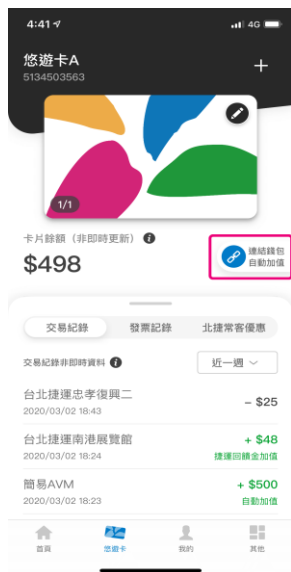 4:41
4G
悠遊卡A
5134503563
1/1
卡片餘額（非即時更新）
$498
連結錢包
自動加值
交易紀錄
發票記錄
北捷常客優惠
交易紀錄非即時資料
近一週
台北捷運忠孝復興二
– $25
2020/03/02 18:43
台北捷運南港展覽館
+ $48
2020/03/02 18:24
捷運回饋金加值
簡易AVM
+ $500
2020/03/02 18:23
自動加值
首頁
悠遊卡
我的
其他